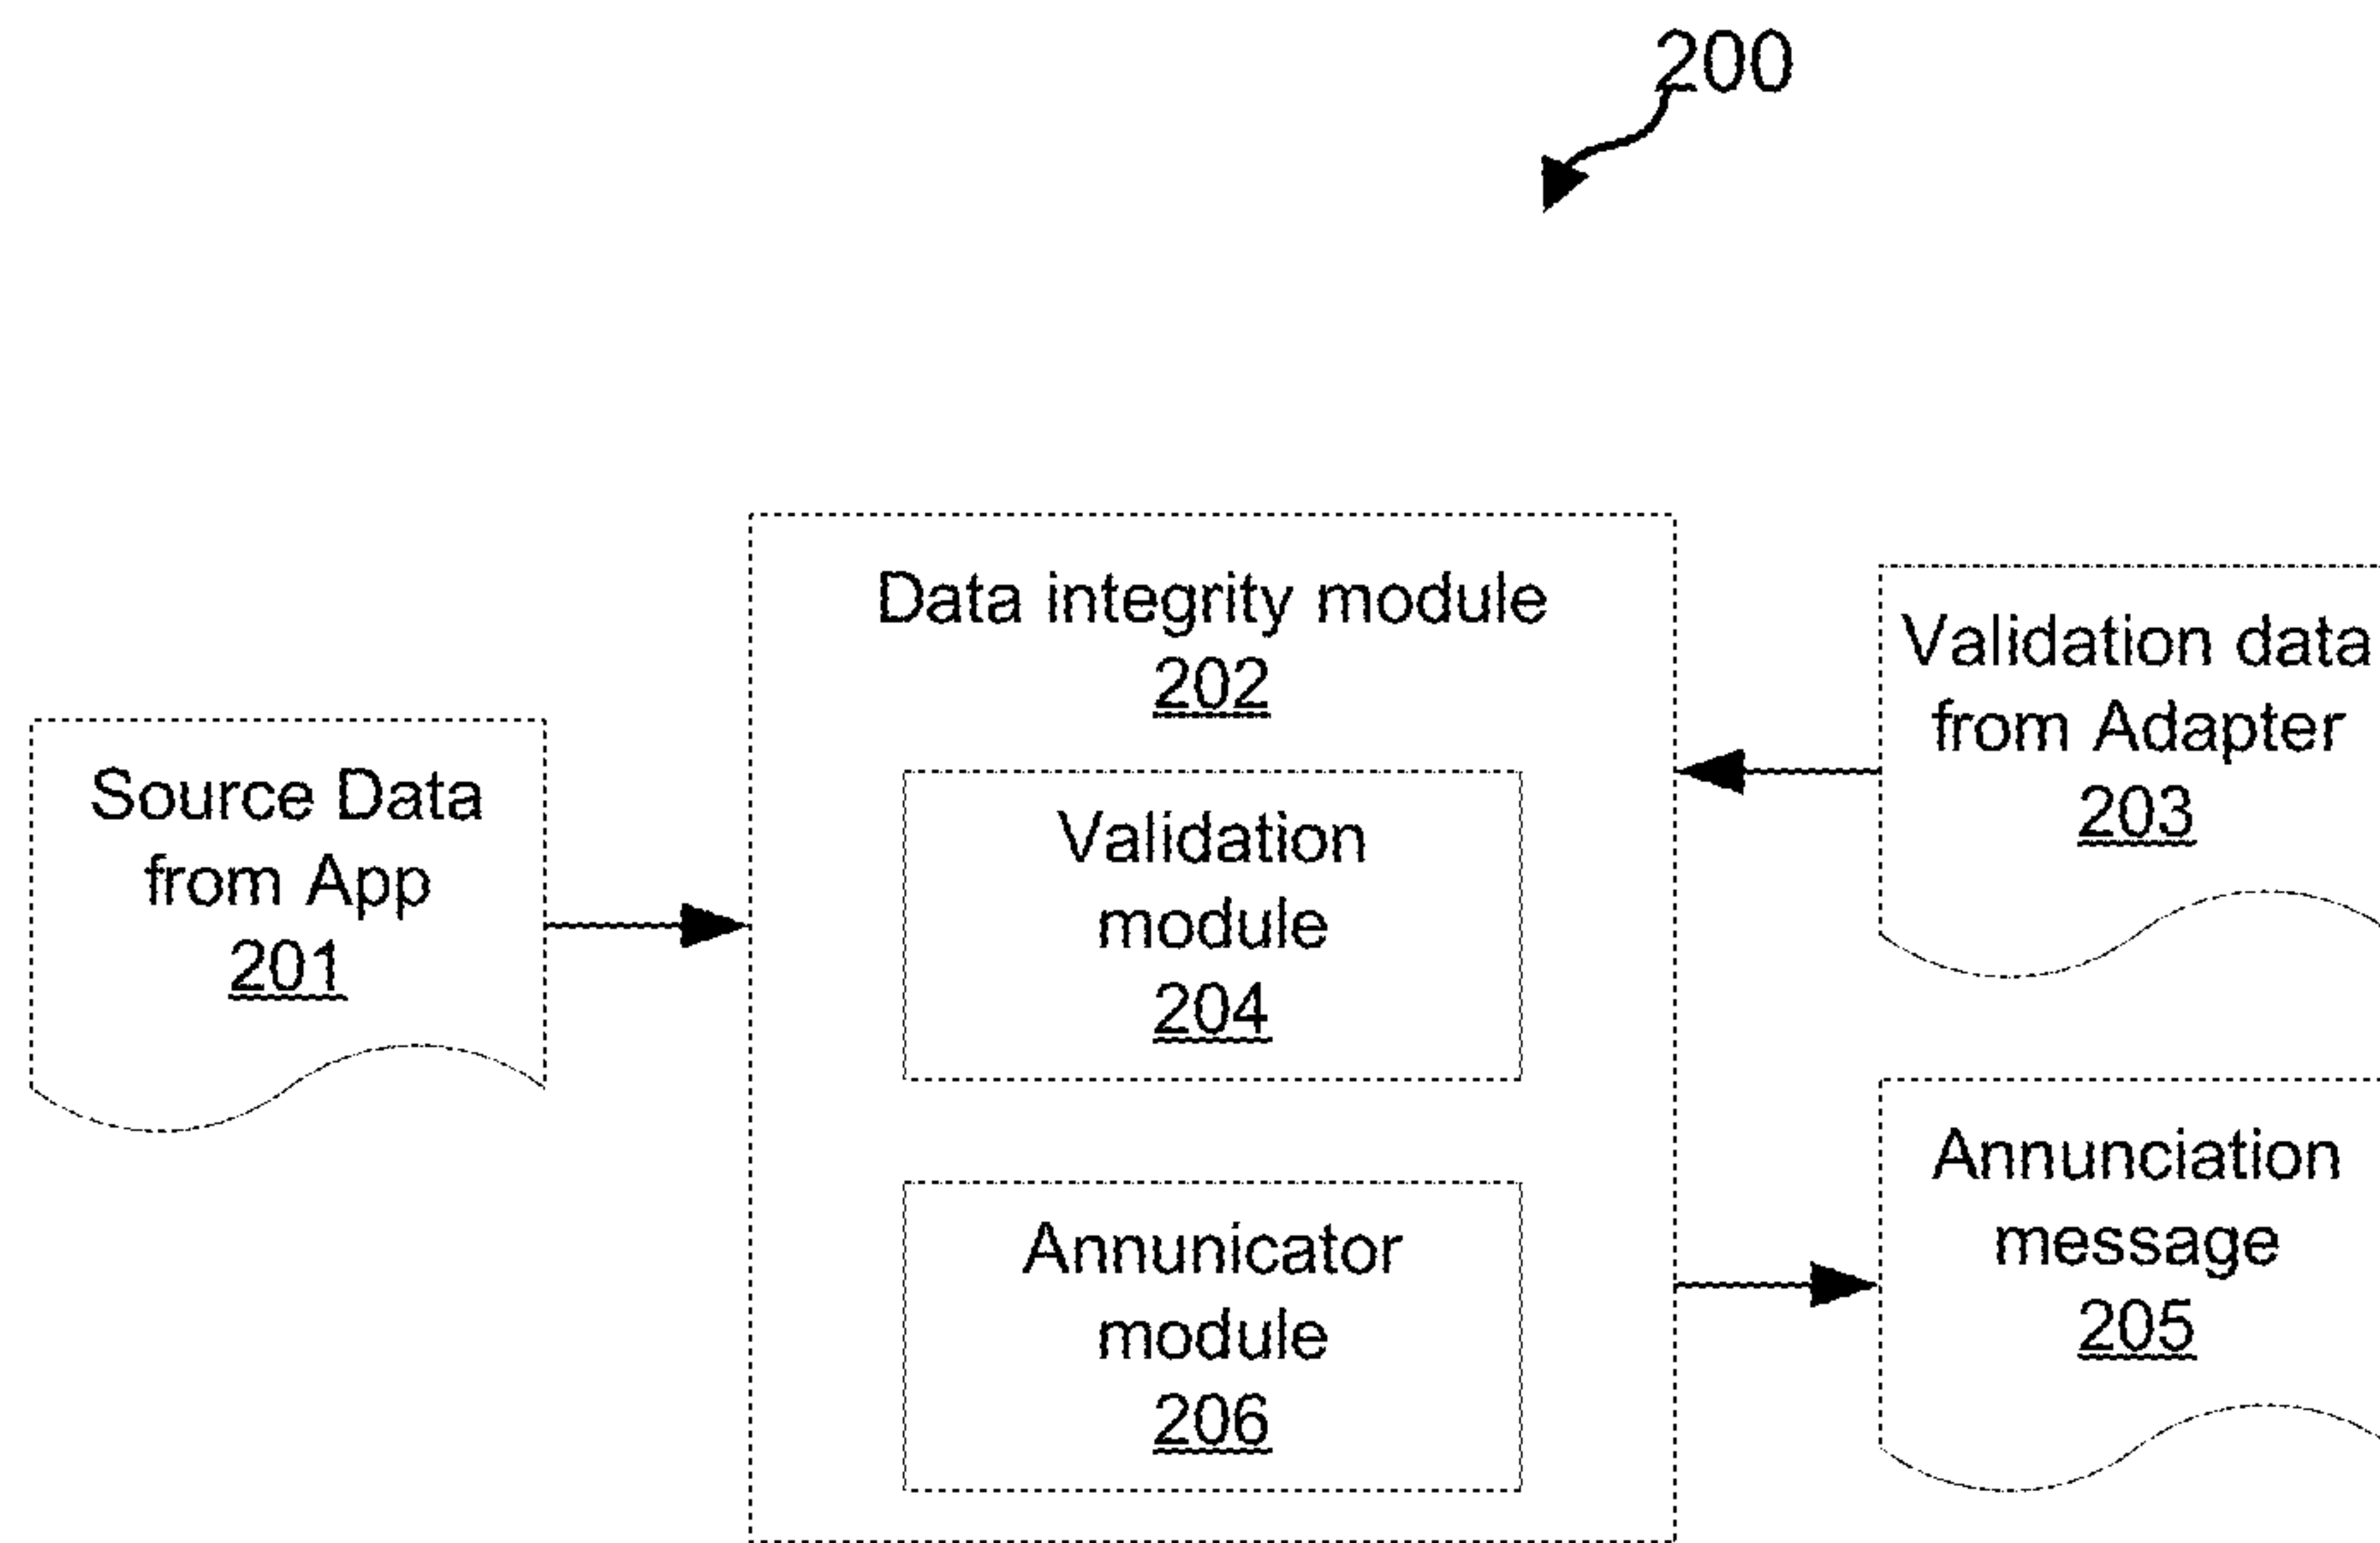 200
Source Data
from App
201
Data integrity module
202
Validation
module
204
Annunicator
module
206
Validation data
from Adapter
203
Annunciation
message
205